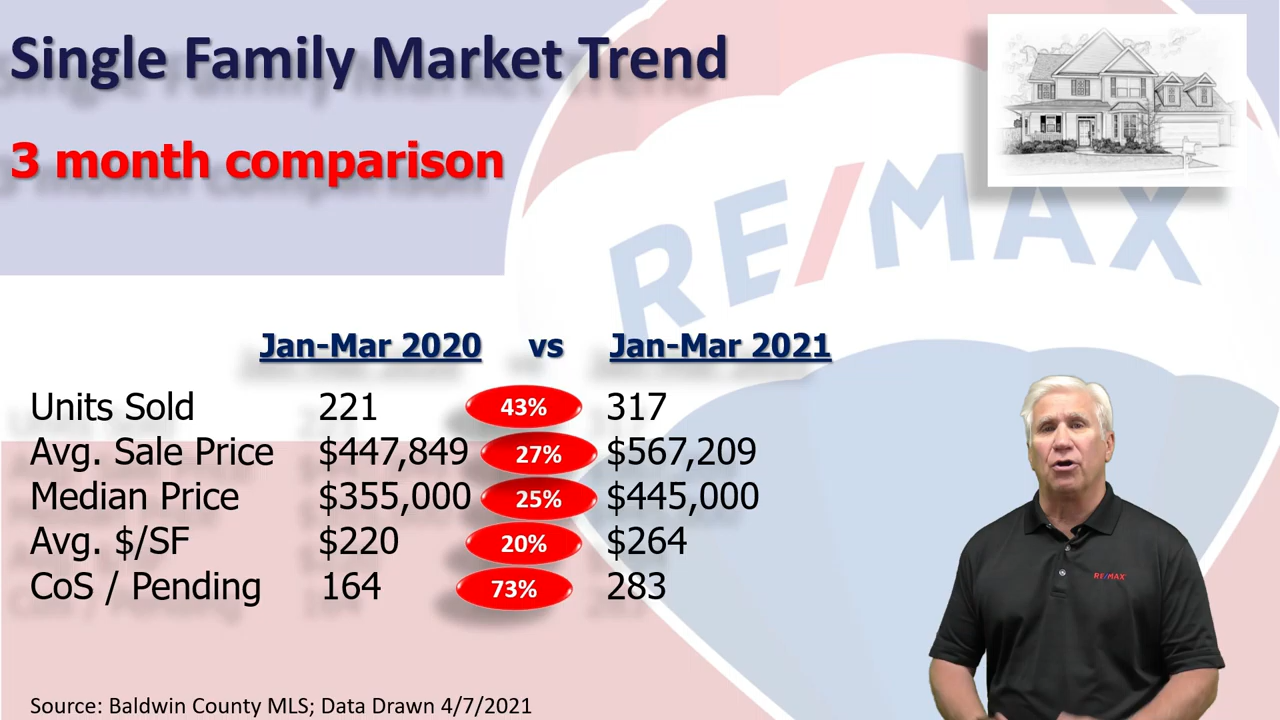 Single Family Market Trend
3 month comparison
RE/MAX
Jan-Mar 2020 vs Jan-Mar 2021
Units Sold 221 43% 317
Avg. Sale Price $447,849 27% $567,209
Median Price $355,000 25% $445,000
Avg. $/SF $220 20% $264
CoS / Pending 164 73% 283
RE/MAX
Source: Baldwin County MLS; Data Drawn 4/7/2021